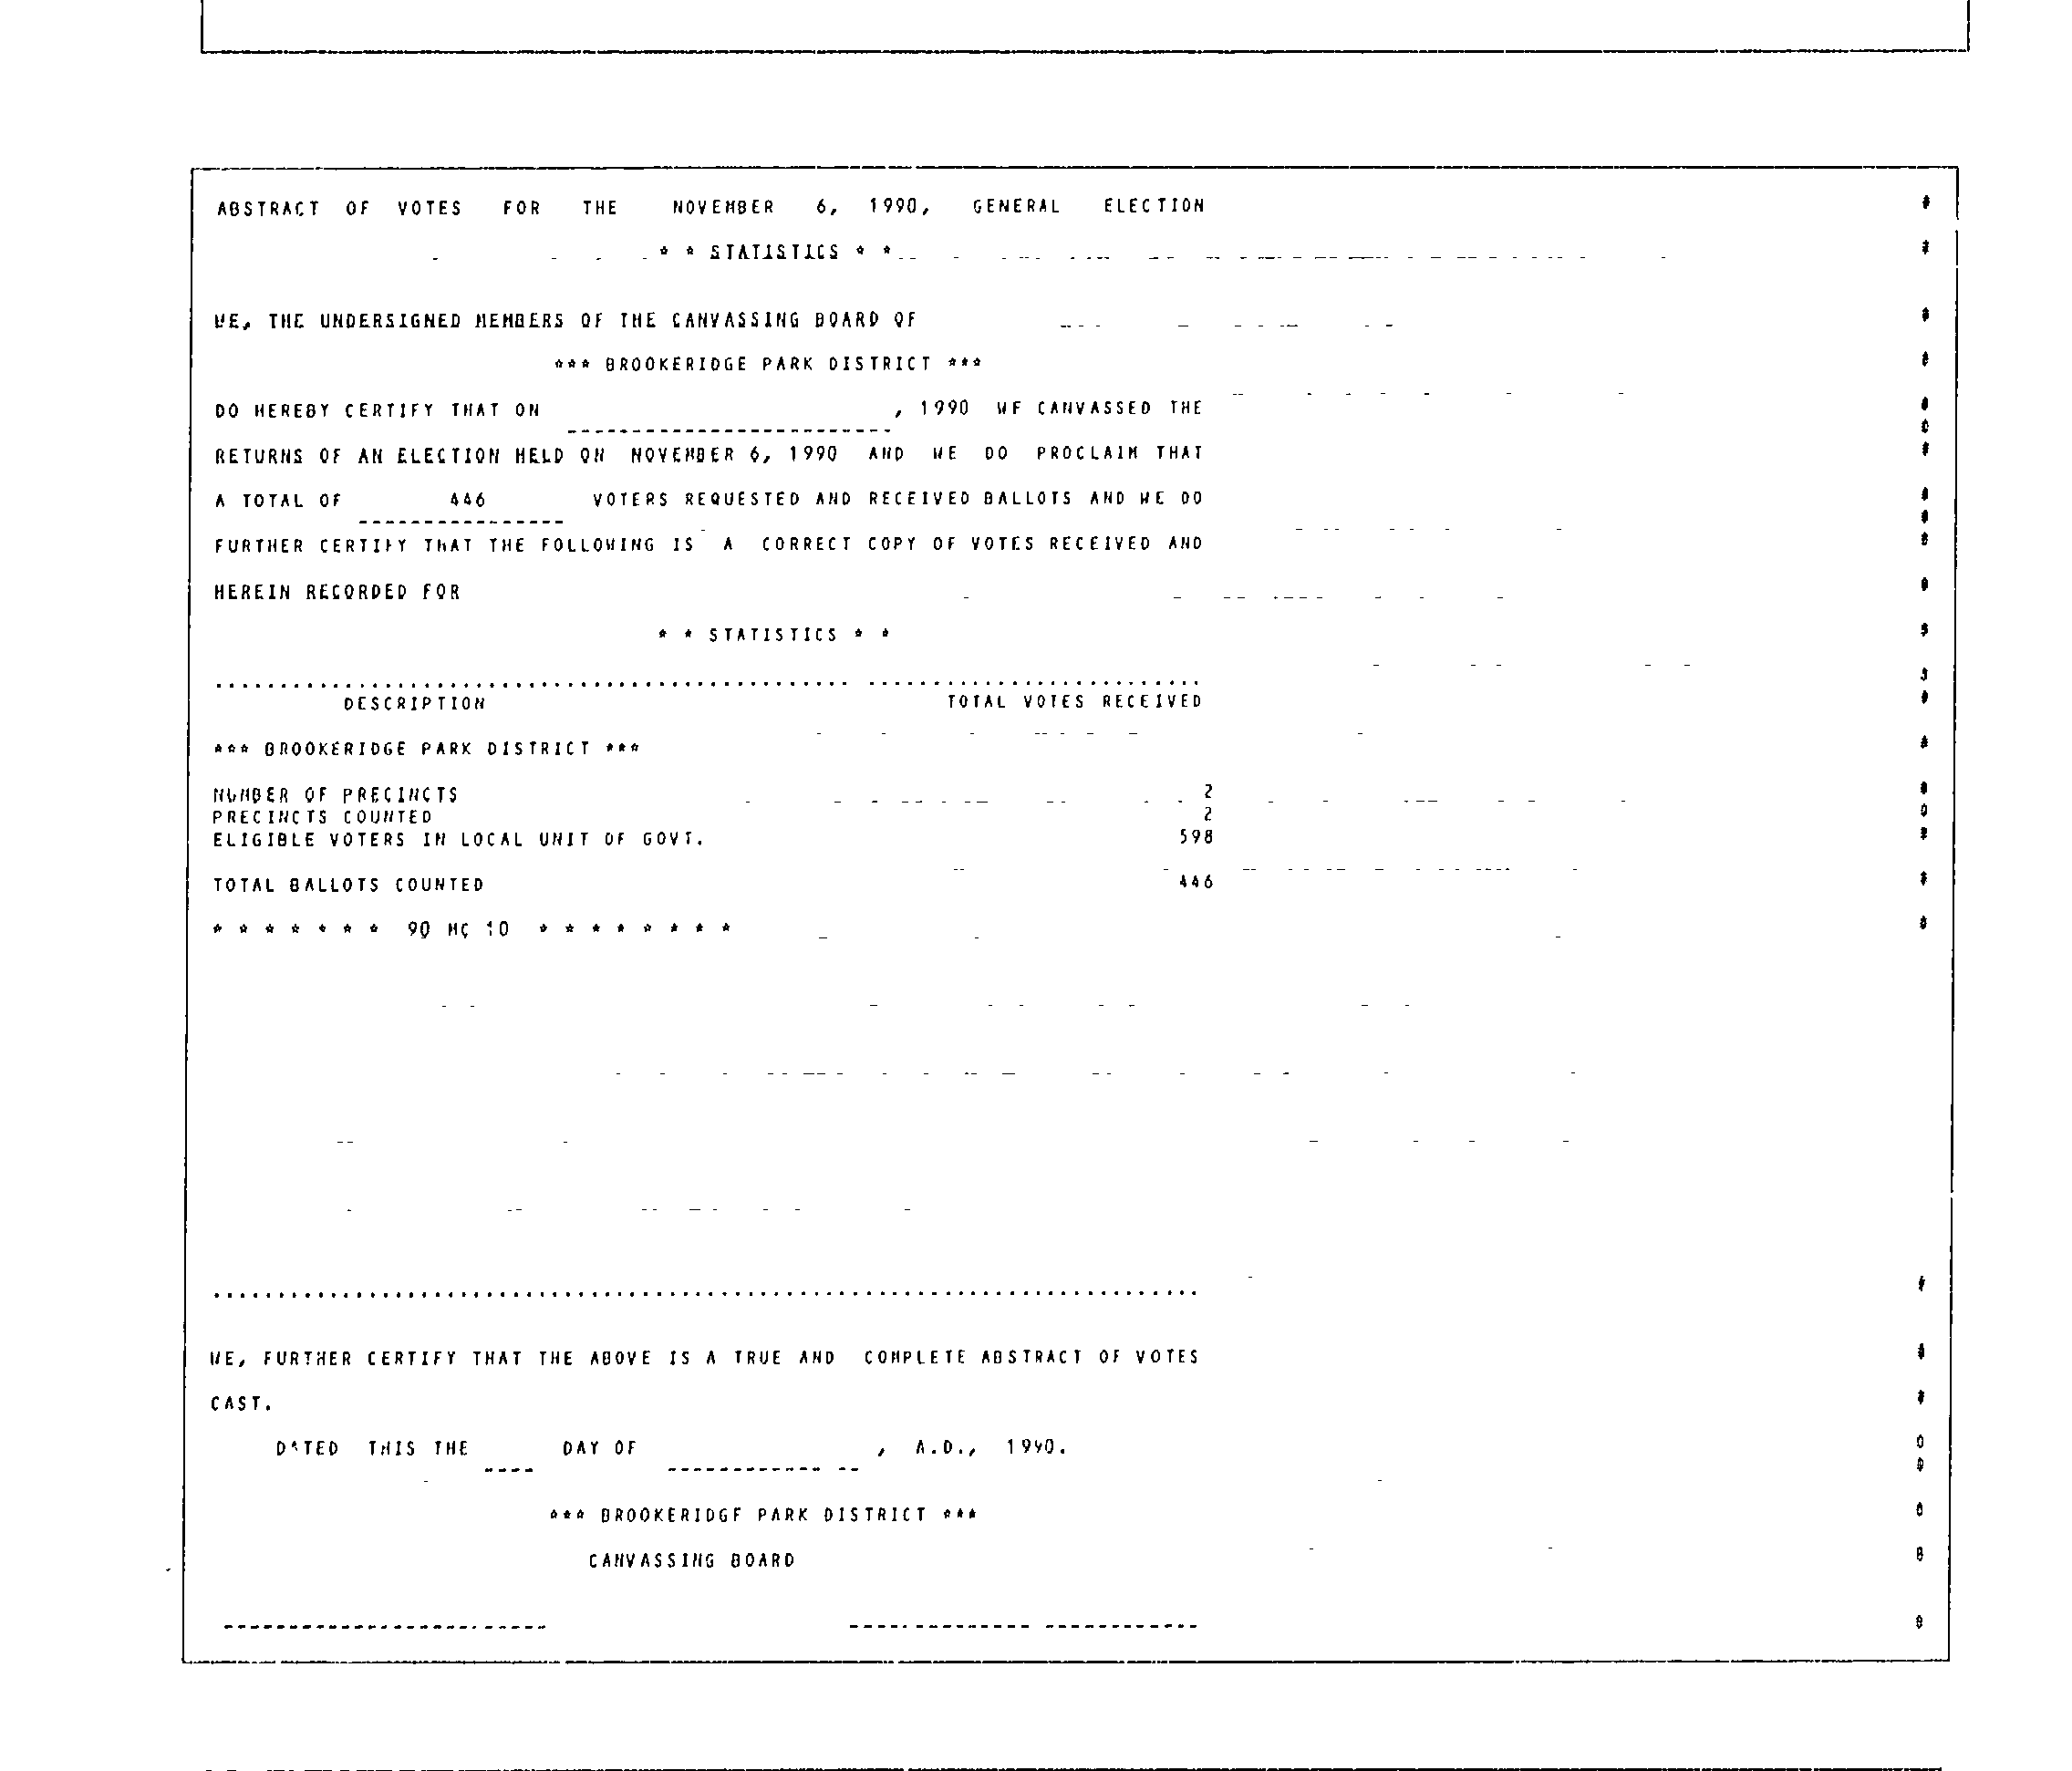 ABSTRACT OF VOTES FOR THE NOVEMBER 6, 1990, GENERAL ELECTION
* * STATISTICS * *
WE, THE UNDERSIGNED MEMBERS OF THE CANVASSING BOARD OF
*** BROOKERIDGE PARK DISTRICT ***
DO HEREBY CERTIFY THAT ON , 1990 WE CANVASSED THE
RETURNS OF AN ELECTION HELD ON NOVEMBER 6, 1990 AND WE DO PROCLAIM THAT
A TOTAL OF 446 VOTERS REQUESTED AND RECEIVED BALLOTS AND WE DO
FURTHER CERTIFY THAT THE FOLLOWING IS A CORRECT COPY OF VOTES RECEIVED AND
HEREIN RECORDED FOR
* * STATISTICS * *
DESCRIPTION TOTAL VOTES RECEIVED
*** BROOKERIDGE PARK DISTRICT ***
NUMBER OF PRECINCTS 2
PRECINCTS COUNTED 2
ELIGIBLE VOTERS IN LOCAL UNIT OF GOVT. 598
TOTAL BALLOTS COUNTED 446
* * * * * * * 90 MC 10 * * * * * * * *
WE, FURTHER CERTIFY THAT THE ABOVE IS A TRUE AND COMPLETE ABSTRACT OF VOTES
CAST.
DATED THIS THE ____ DAY OF ____ , A.D., 1990.
*** BROOKERIDGE PARK DISTRICT ***
CANVASSING BOARD